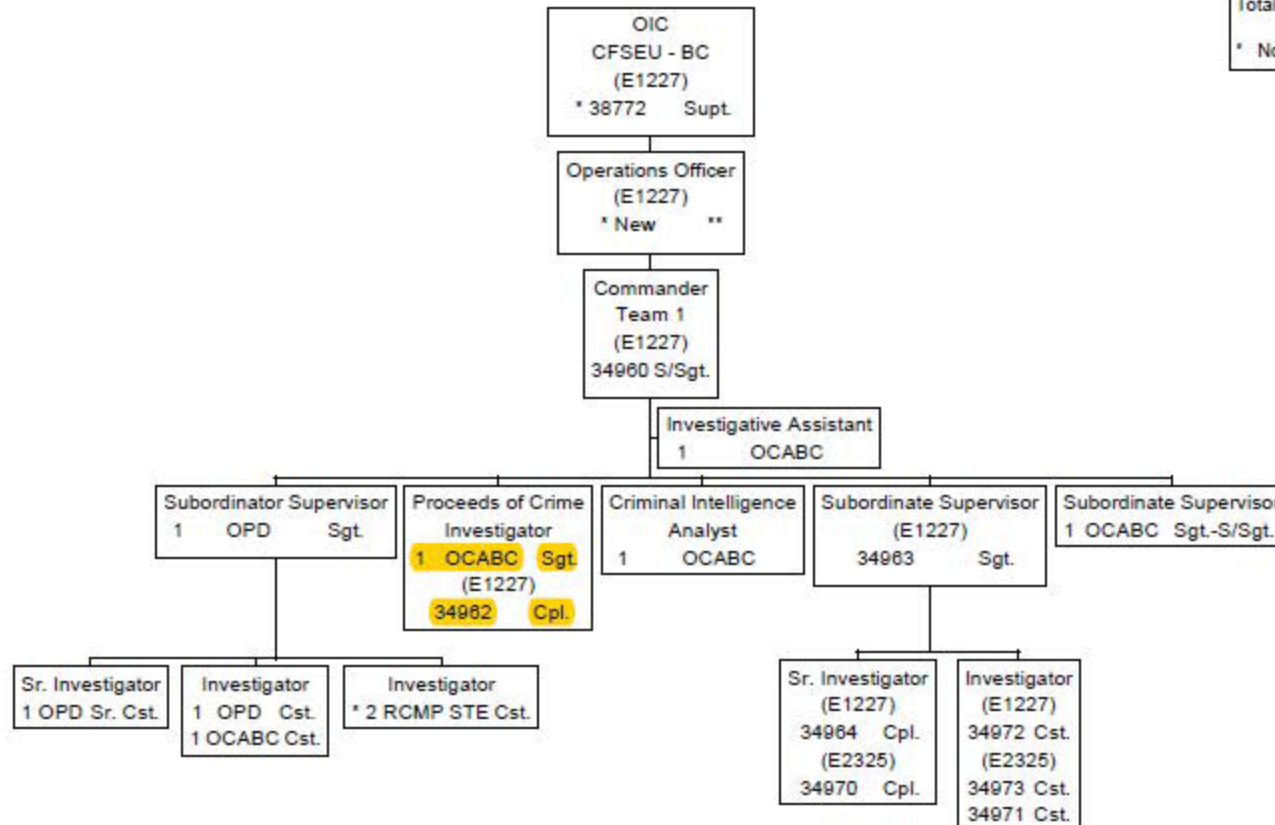 Total
* No
OIC
CFSEU - BC
(E1227)
* 38772 Supt.
Operations Officer
(E1227)
* New **
Commander
Team 1
(E1227)
34960 S/Sgt.
Investigative Assistant
1 OCABC
Subordinator Supervisor
1 OPD Sgt.
Proceeds of Crime
Investigator
1 OCABC Sgt.
(E1227)
34962 Cpl.
Criminal Intelligence
Analyst
1 OCABC
Subordinate Supervisor
(E1227)
34963 Sgt.
Subordinate Supervisor
1 OCABC Sgt.-S/Sgt.
Sr. Investigator
1 OPD Sr. Cst.
Investigator
1 OPD Cst.
1 OCABC Cst.
Investigator
* 2 RCMP STE Cst.
Sr. Investigator
(E1227)
34964 Cpl.
(E2325)
34970 Cpl.
Investigator
(E1227)
34972 Cst.
(E2325)
34973 Cst.
34971 Cst.